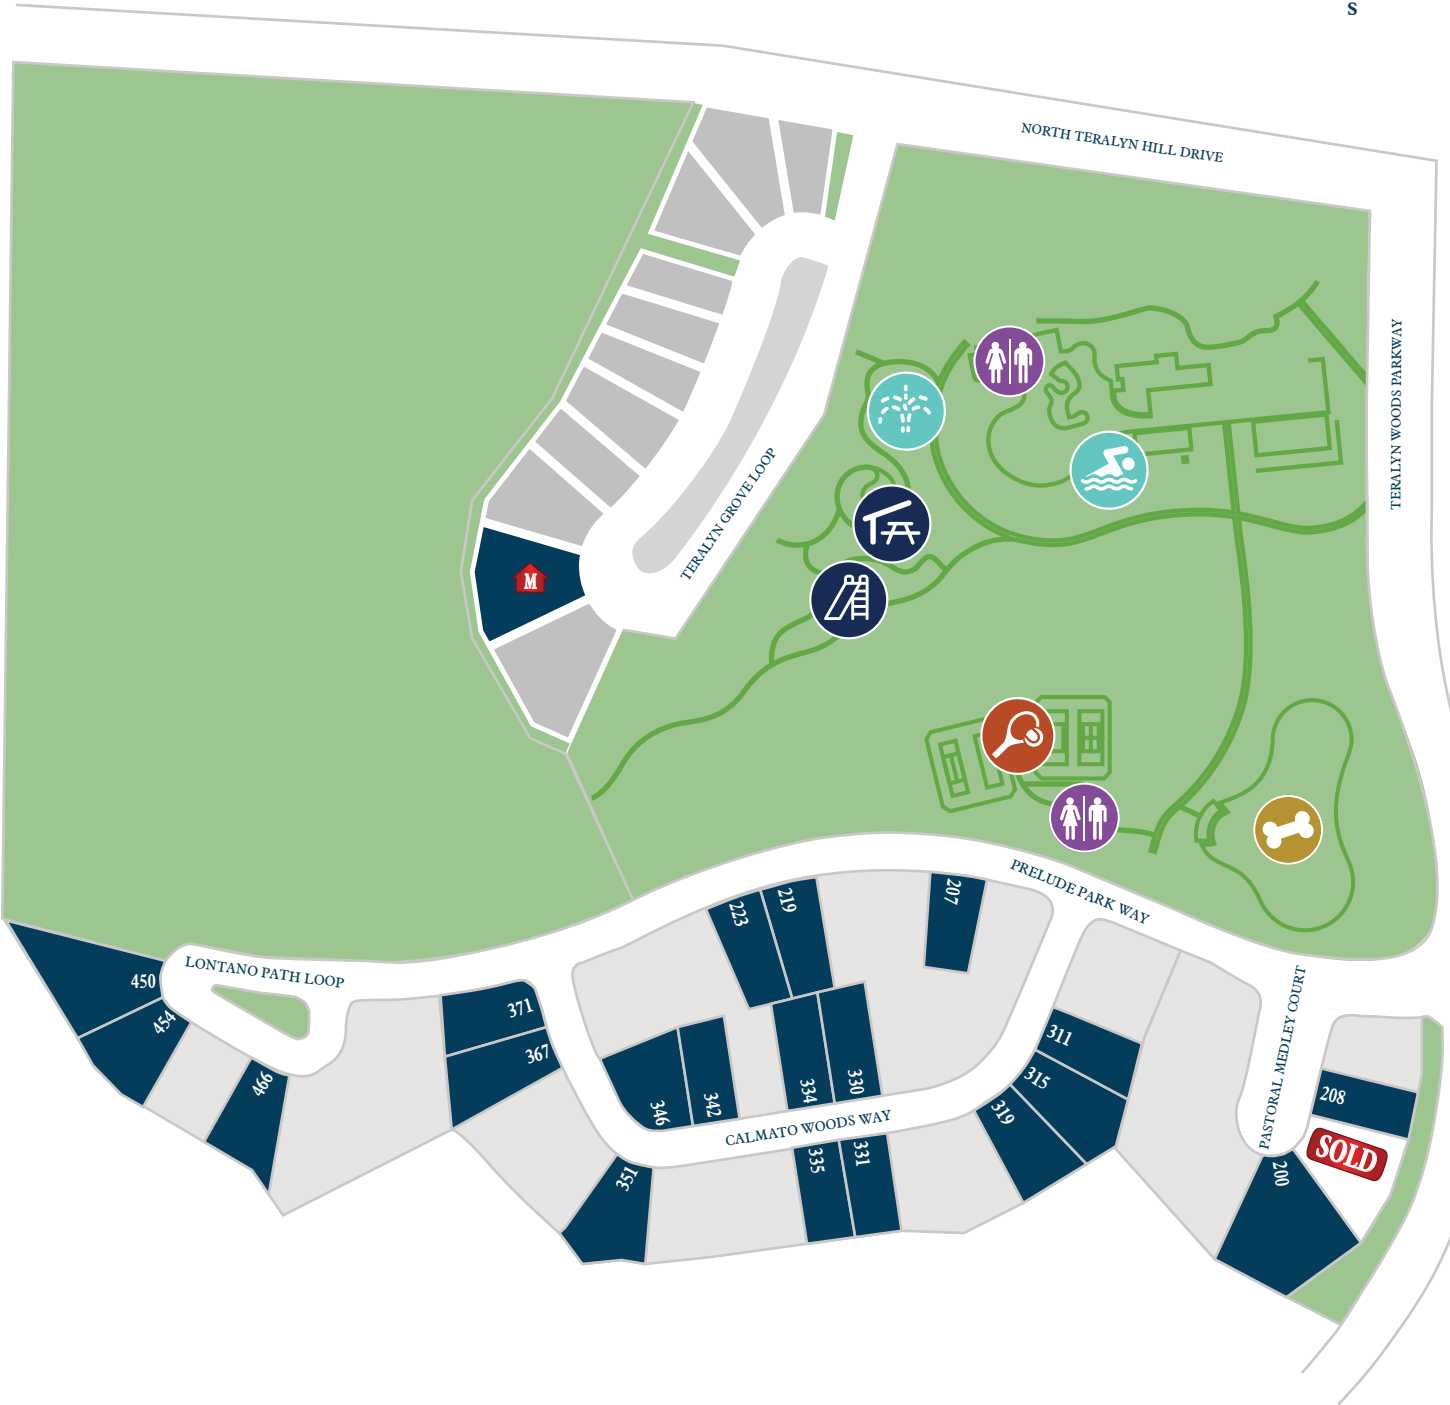 S
NORTH TERALYN HILL DRIVE
TERALYN WOODS PARKWAY
TERALYN GROVE LOOP
M
PRELUDE PARK WAY
207
219
223
450
LONTANO PATH LOOP
454
466
371
367
PASTORAL MEDLEY COURT
311
315
319
330
334
342
346
CALMATO WOODS WAY
331
335
351
208
SOLD
200